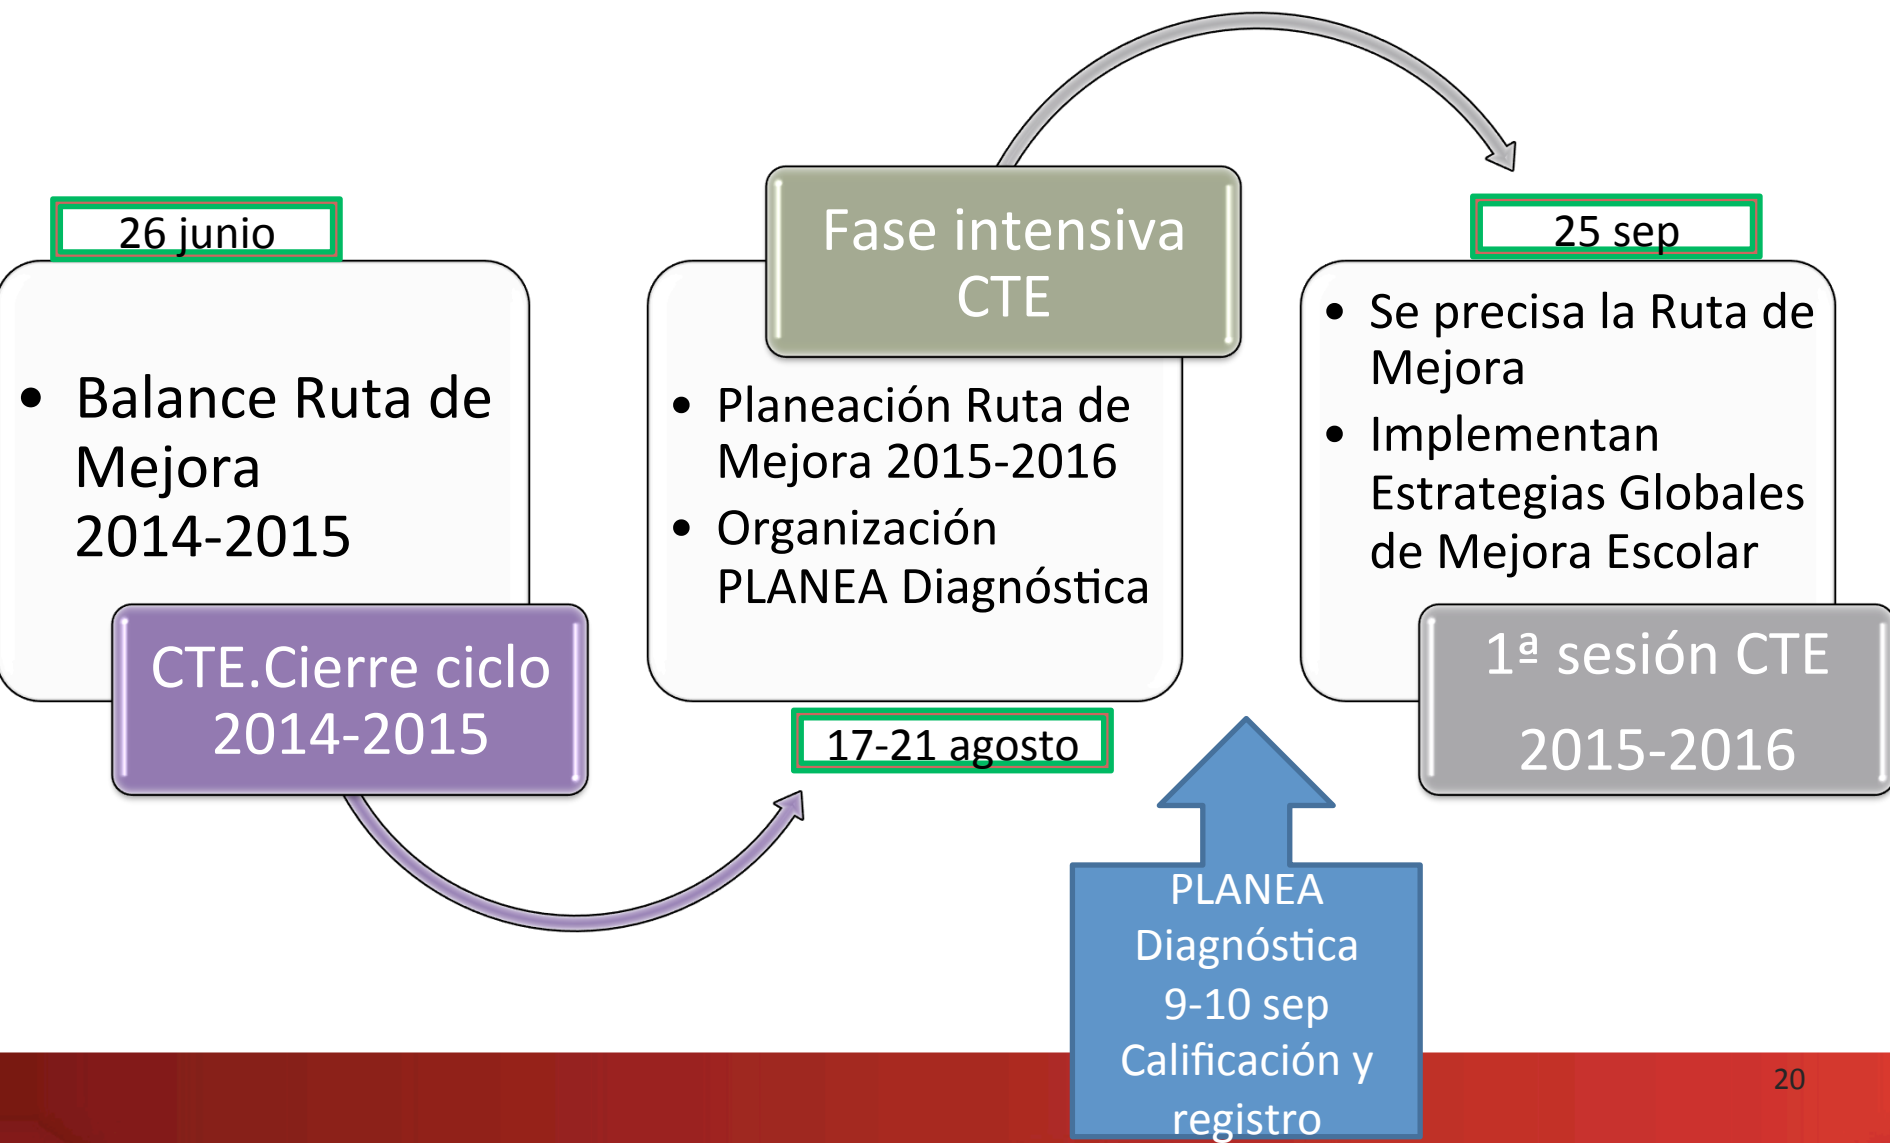 26 junio
• Balance Ruta de
Mejora
2014-2015
CTE.Cierre ciclo
2014-2015
Fase intensiva
CTE
• Planeación Ruta de
Mejora 2015-2016
• Organización
PLANEA Diagnóstica
17-21 agosto
PLANEA
Diagnóstica
9-10 sep
Calificación y
registro
25 sep
• Se precisa la Ruta de
Mejora
• Implementan
Estrategias Globales
de Mejora Escolar
1ª sesión CTE
2015-2016
20